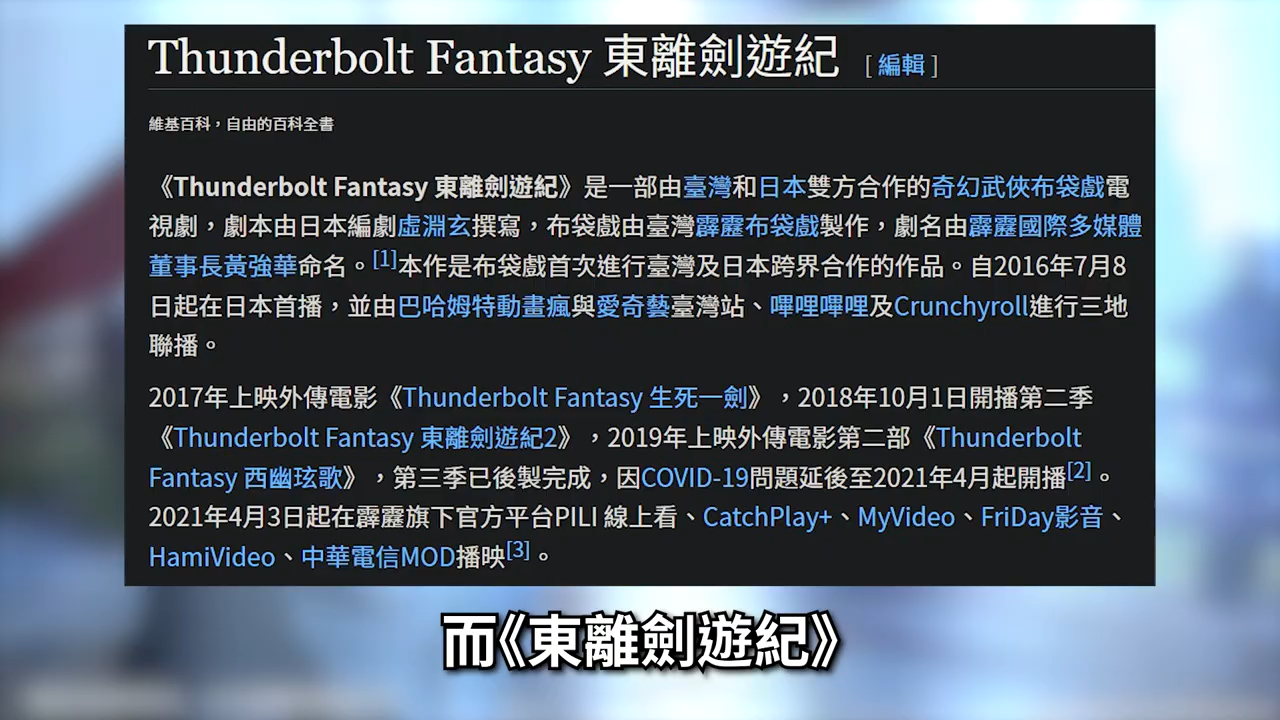 Thunderbolt Fantasy 東離劍遊紀 [ 編輯 ]
維基百科，自由的百科全書
《Thunderbolt Fantasy 東離劍遊紀》是一部由臺灣和日本雙方合作的奇幻武俠布袋戲電
視劇，劇本由日本編劇虛淵玄撰寫，布袋戲由臺灣霹靂布袋戲製作，劇名由霹靂國際多媒體
董事長黃強華命名。[1]本作是布袋戲首次進行臺灣及日本跨界合作的作品。自2016年7月8
日起在日本首播，並由巴哈姆特動畫瘋與愛奇藝臺灣站、嗶哩嗶哩及Crunchyroll進行三地
聯播。
2017年上映外傳電影《Thunderbolt Fantasy 生死一劍》，2018年10月1日開播第二季
《Thunderbolt Fantasy 東離劍遊紀2》，2019年上映外傳電影第二部《Thunderbolt
Fantasy 西幽玹歌》，第三季已後製完成，因COVID-19問題延後至2021年4月起開播[2]。
2021年4月3日起在霹靂旗下官方平台PILI 線上看、CatchPlay+、MyVideo、FriDay影音、
HamiVideo、中華電信MOD播映[3]。
而《東離劍遊紀》